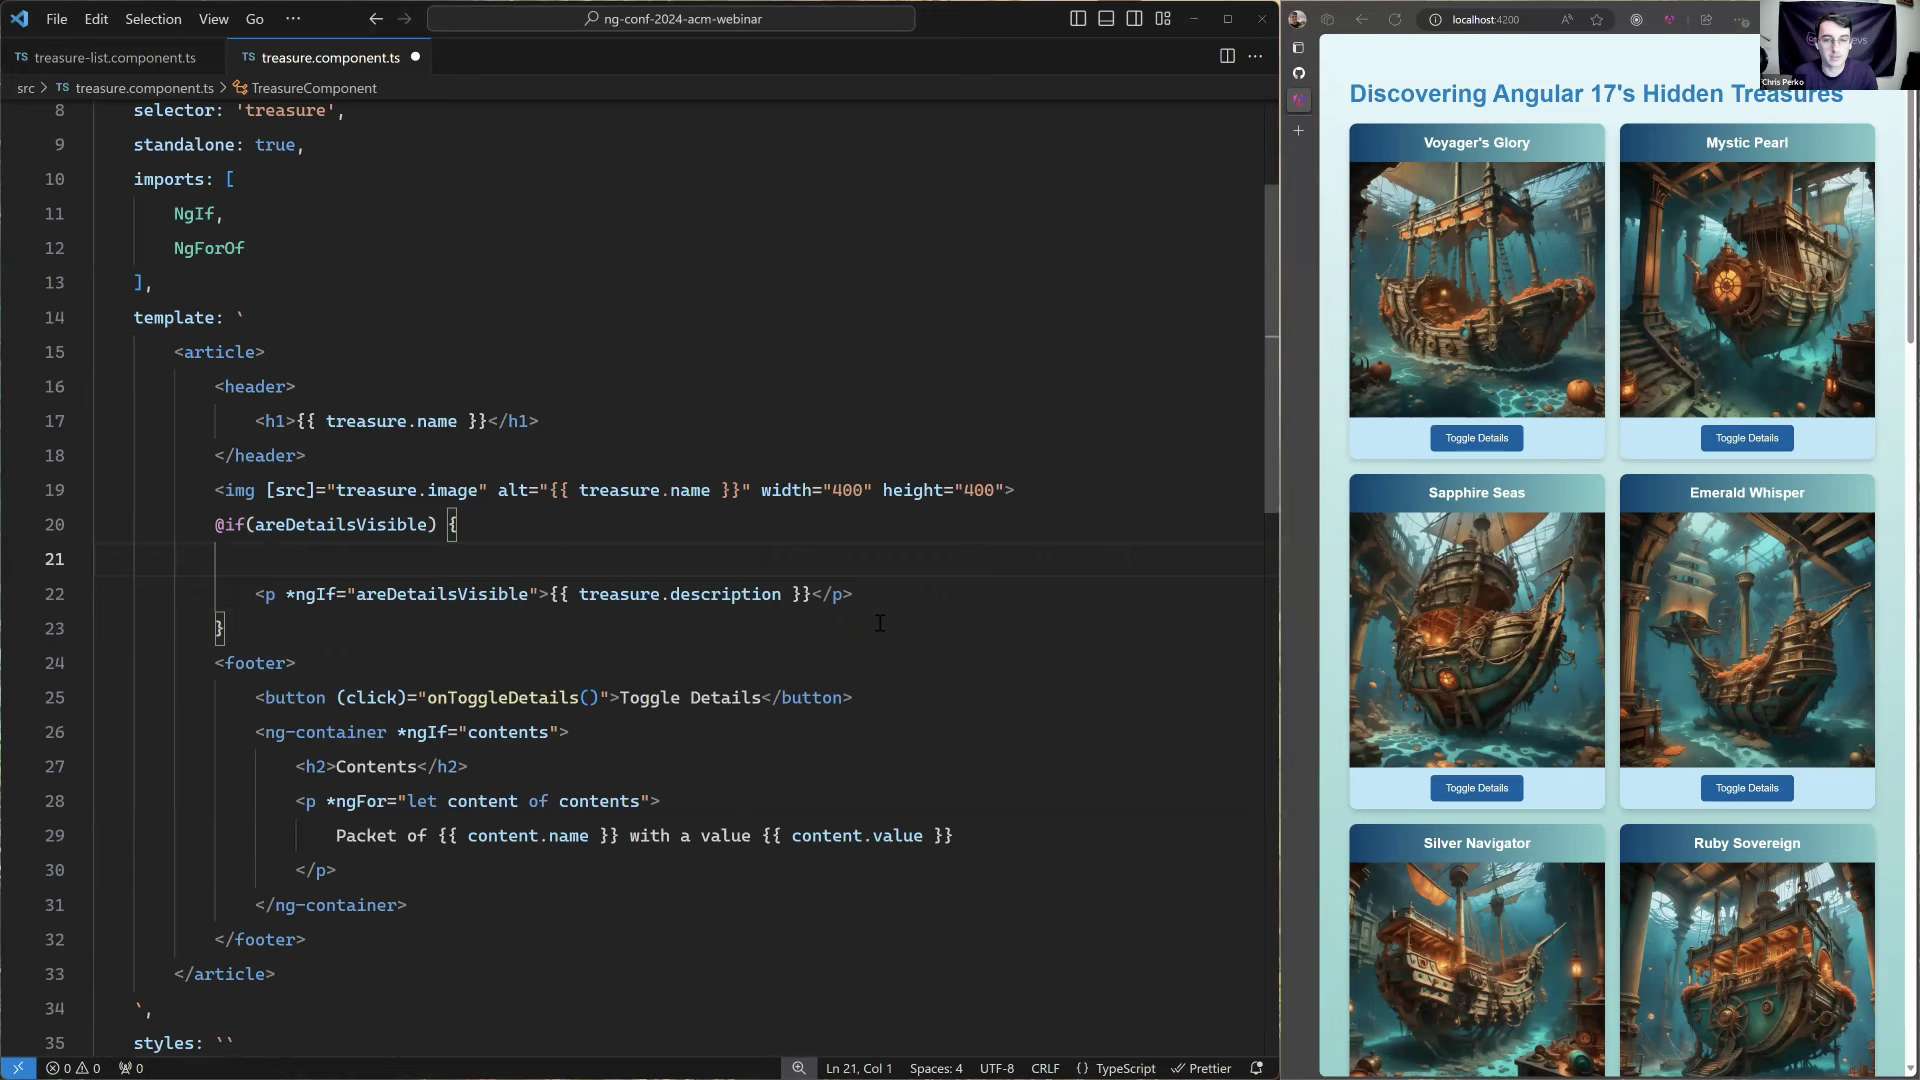 File Edit Selection View Go ··· ng-conf-2024-acm-webinar
treasure-list.component.ts treasure.component.ts
src > treasure.component.ts > TreasureComponent
8 selector: 'treasure',
9 standalone: true,
10 imports: [
11 NgIf,
12 NgForOf
13 ],
14 template: `
15 <article>
16 <header>
17 <h1>{{ treasure.name }}</h1>
18 </header>
19 <img [src]="treasure.image" alt="{{ treasure.name }}" width="400" height="400">
20 @if(areDetailsVisible) {
21
22 <p *ngIf="areDetailsVisible">{{ treasure.description }}</p>
23 }
24 <footer>
25 <button (click)="onToggleDetails()">Toggle Details</button>
26 <ng-container *ngIf="contents">
27 <h2>Contents</h2>
28 <p *ngFor="let content of contents">
29 Packet of {{ content.name }} with a value {{ content.value }}
30 </p>
31 </ng-container>
32 </footer>
33 </article>
34 `,
35 styles: ``
0 0 0 Ln 21, Col 1 Spaces: 4 UTF-8 CRLF {} TypeScript Prettier
localhost:4200
Chris Perko
Discovering Angular 17's Hidden Treasures
Voyager's Glory Mystic Pearl
Toggle Details Toggle Details
Sapphire Seas Emerald Whisper
Toggle Details Toggle Details
Silver Navigator Ruby Sovereign